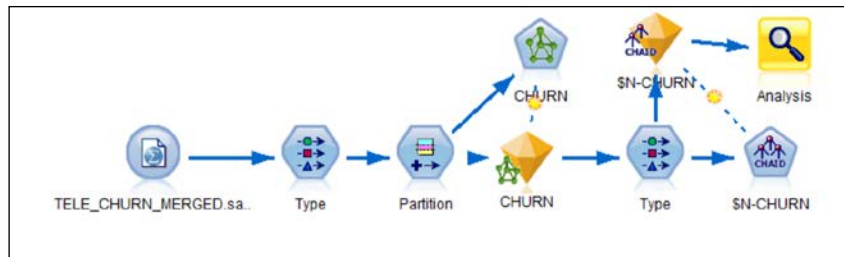 CHURN
CHAID
$N-CHURN
Analysis
TELE_CHURN_MERGED.sa..
Type
Partition
CHURN
Type
CHAID
$N-CHURN